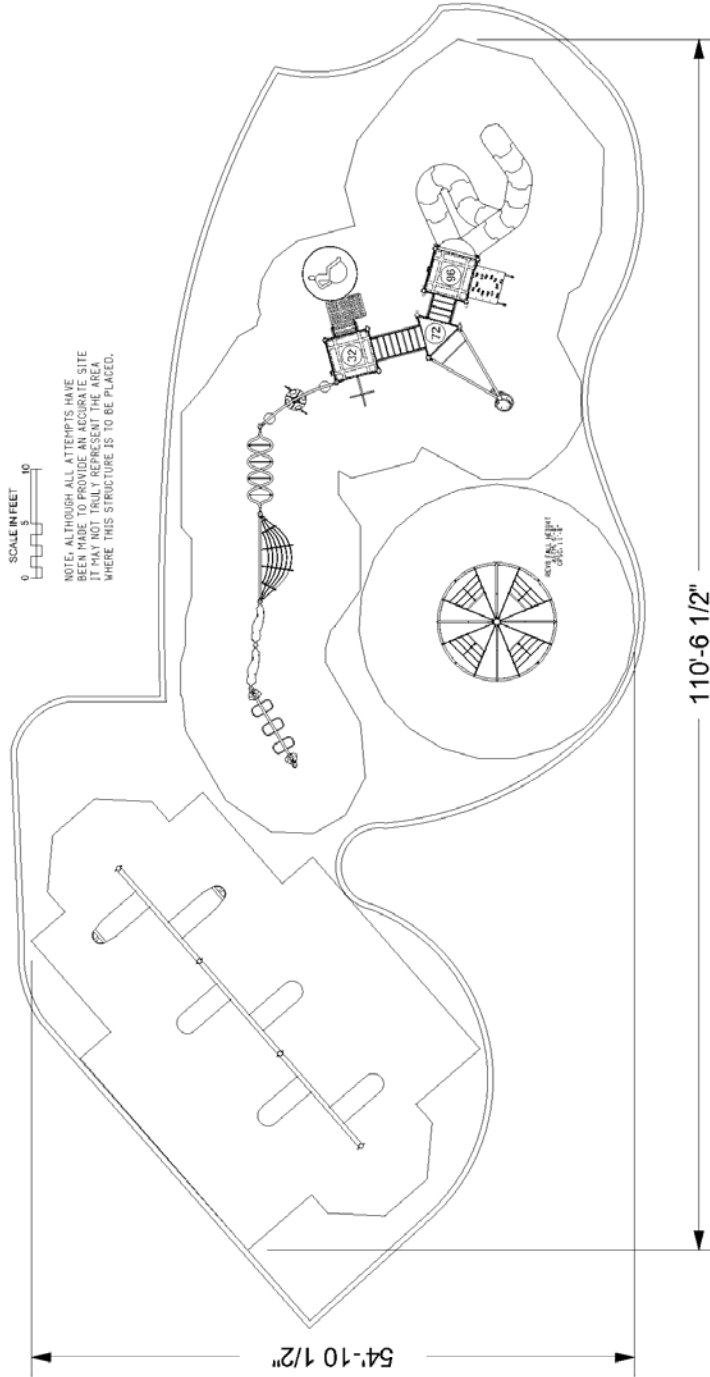 SCALE IN FEET
0 5 10
NOTE: ALTHOUGH ALL ATTEMPTS HAVE
BEEN MADE TO PROVIDE AN ACCURATE SITE
IT MAY NOT TRULY REPRESENT THE AREA
WHERE THIS STRUCTURE IS TO BE PLACED.
32
72
96
FALL HEIGHT
110'-6 1/2"
54'-10 1/2"